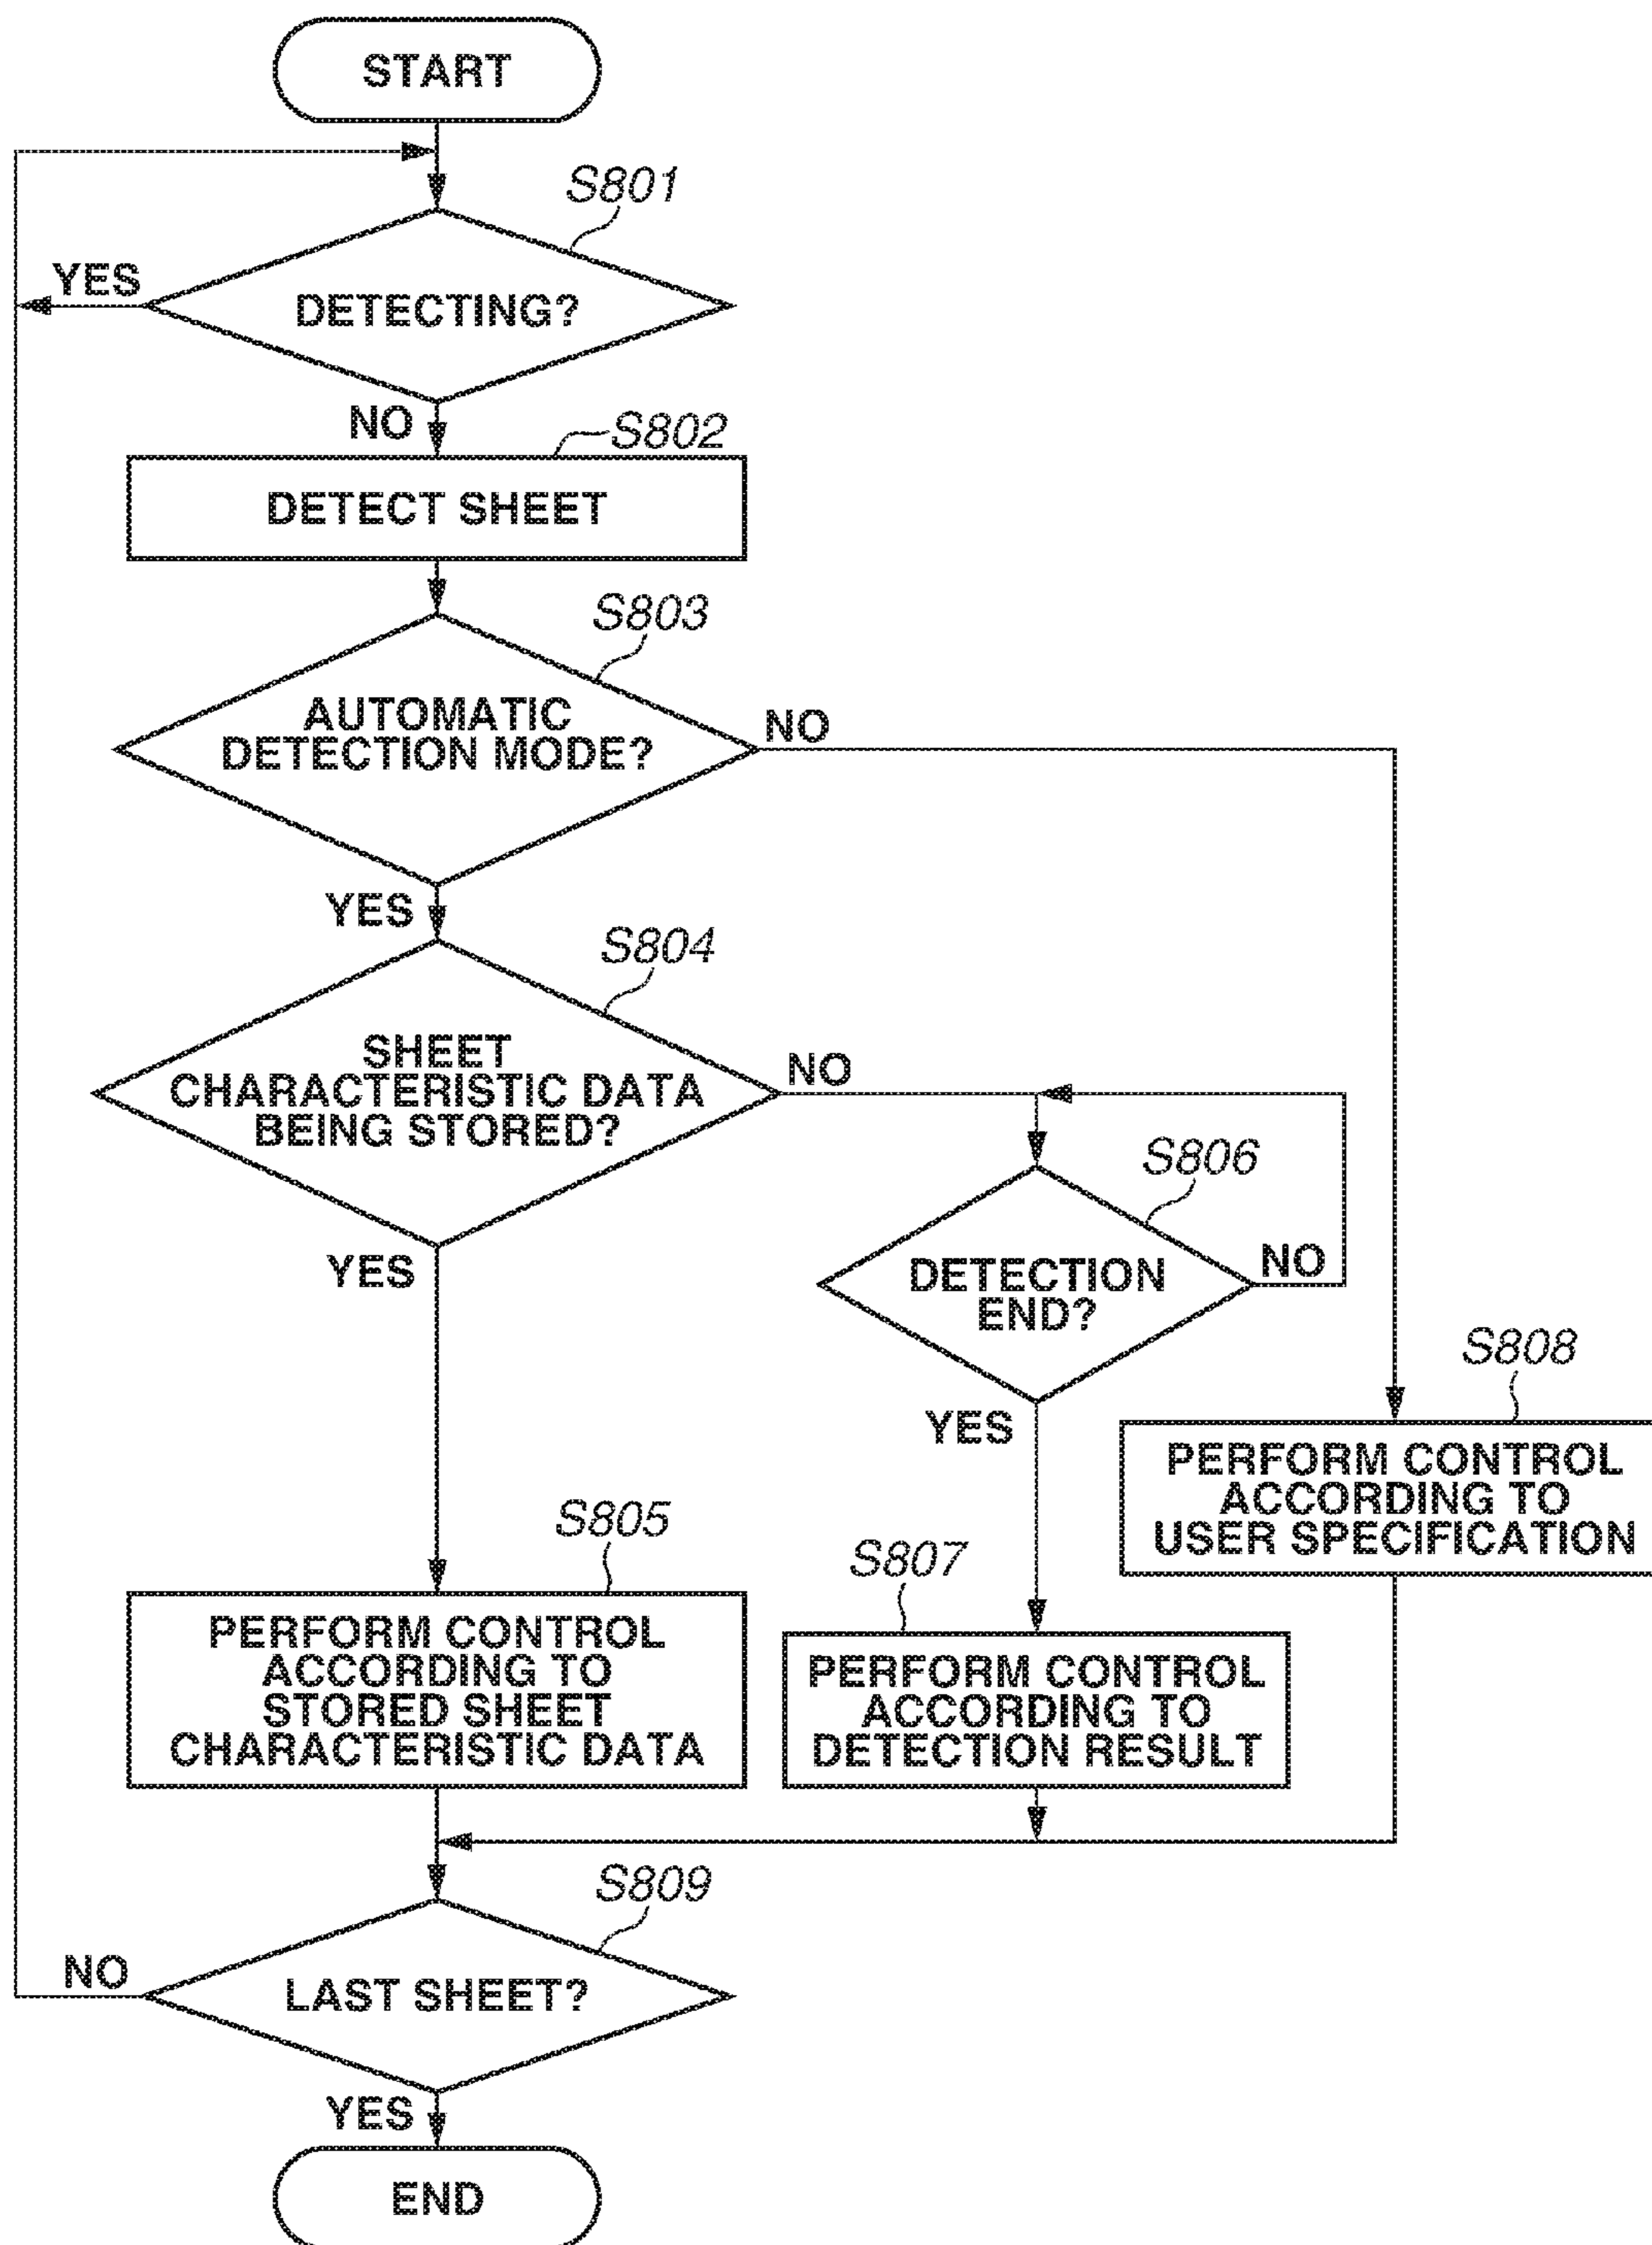 START
S801
YES
DETECTING?
NO
S802
DETECT SHEET
S803
AUTOMATIC
DETECTION MODE?
NO
YES
S804
SHEET
CHARACTERISTIC DATA
BEING STORED?
NO
YES
S806
DETECTION
END?
NO
YES
S808
PERFORM CONTROL
ACCORDING TO
USER SPECIFICATION
S805
PERFORM CONTROL
ACCORDING TO
STORED SHEET
CHARACTERISTIC DATA
S807
PERFORM CONTROL
ACCORDING TO
DETECTION RESULT
S809
NO
LAST SHEET?
YES
END